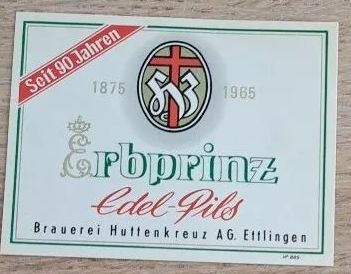 Seit 90 Jahren
1875 1965
Erbprinz
Edel-Pils
Brauerei Huttenkreuz AG. Ettlingen